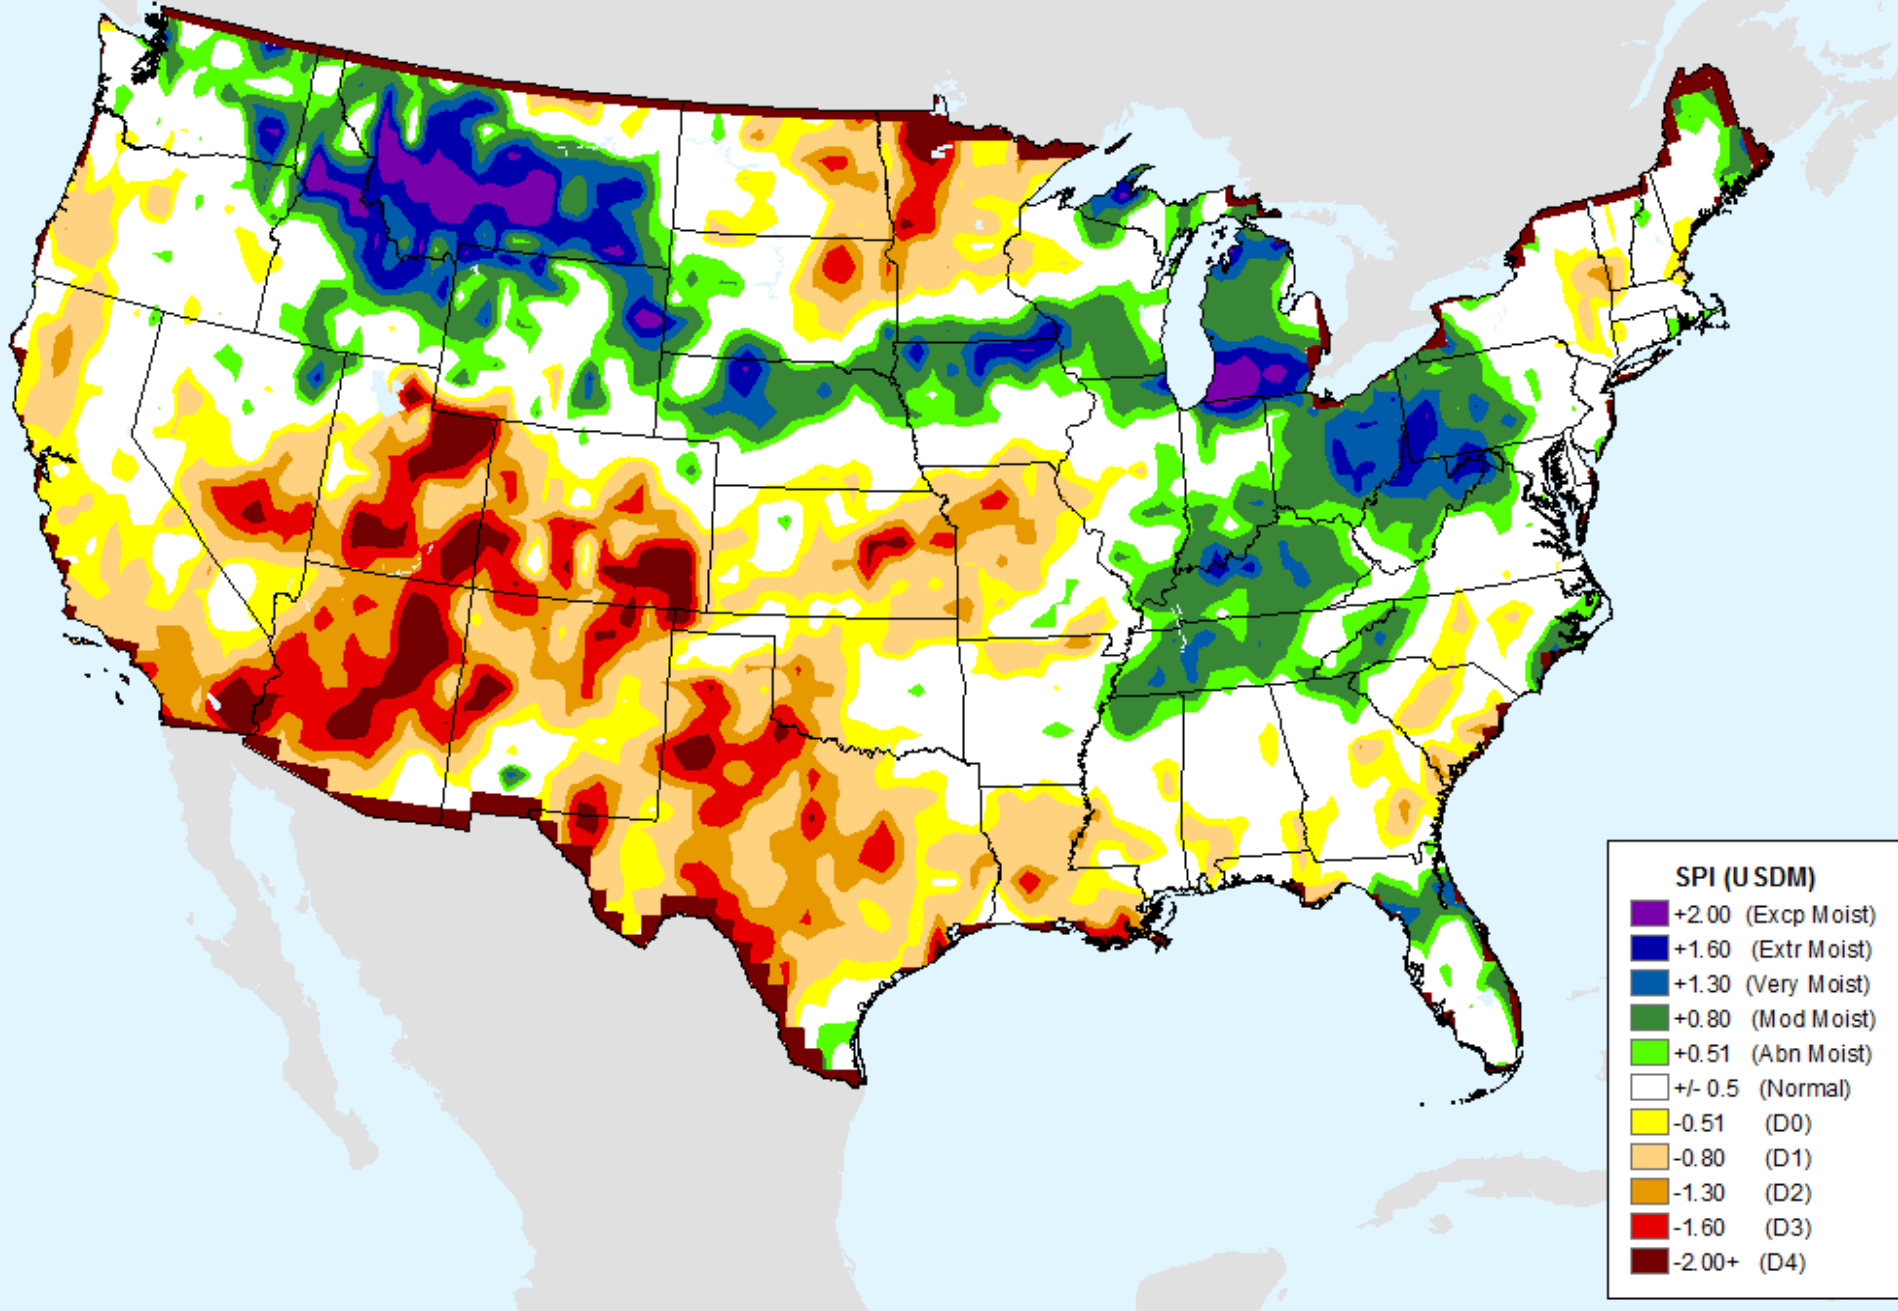 SPI (USDM)
+2.00 (Excp Moist)
+1.60 (Extr Moist)
+1.30 (Very Moist)
+0.80 (Mod Moist)
+0.51 (Abn Moist)
+/- 0.5 (Normal)
-0.51 (D0)
-0.80 (D1)
-1.30 (D2)
-1.60 (D3)
-2.00+ (D4)